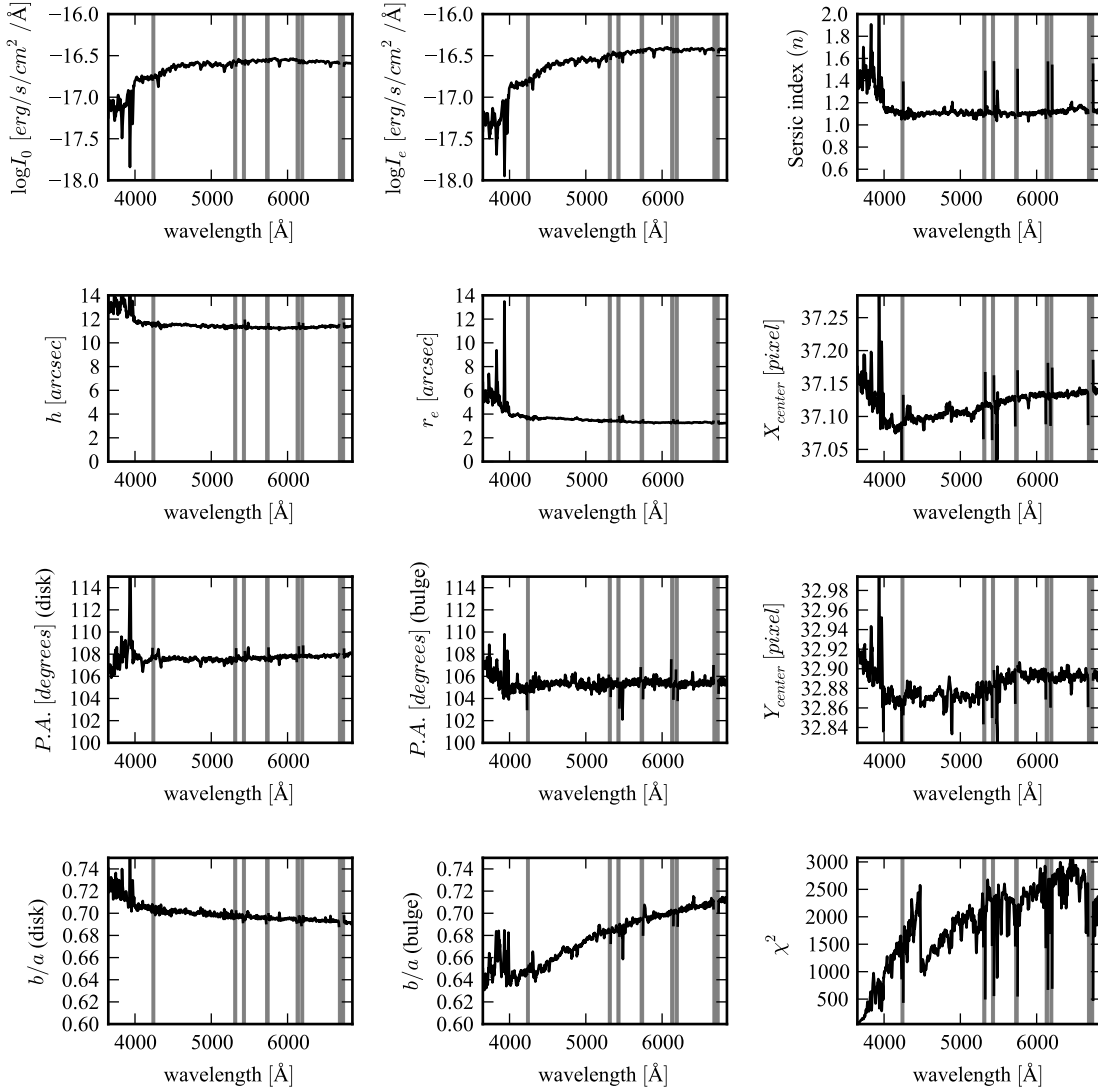 −16.0 −16.0 2.0
−16.5 −16.5 1.8
−17.0 −17.0 1.6
−17.5 −17.5 1.4
−18.0 −18.0 1.2
1.0
0.8
0.6
logI₀ [erg/s/cm² /Å] logIₑ [erg/s/cm² /Å] Sersic index (n)
4000 5000 6000 4000 5000 6000 4000 5000 6000
wavelength [Å] wavelength [Å] wavelength [Å]
14 14 37.25
12 12 37.20
10 10 37.15
8 8 37.10
6 6 37.05
4 4
2 2
0 0
h [arcsec] rₑ [arcsec] X_center [pixel]
4000 5000 6000 4000 5000 6000 4000 5000 6000
wavelength [Å] wavelength [Å] wavelength [Å]
114 114 32.98
112 112 32.96
110 110 32.94
108 108 32.92
106 106 32.90
104 104 32.88
102 102 32.86
100 100 32.84
P.A. [degrees] (disk) P.A. [degrees] (bulge) Y_center [pixel]
4000 5000 6000 4000 5000 6000 4000 5000 6000
wavelength [Å] wavelength [Å] wavelength [Å]
0.74 0.74 3000
0.72 0.72 2500
0.70 0.70 2000
0.68 0.68 1500
0.66 0.66 1000
0.64 0.64 500
0.62 0.62
0.60 0.60
b/a (disk) b/a (bulge) χ²
4000 5000 6000 4000 5000 6000 4000 5000 6000
wavelength [Å] wavelength [Å] wavelength [Å]